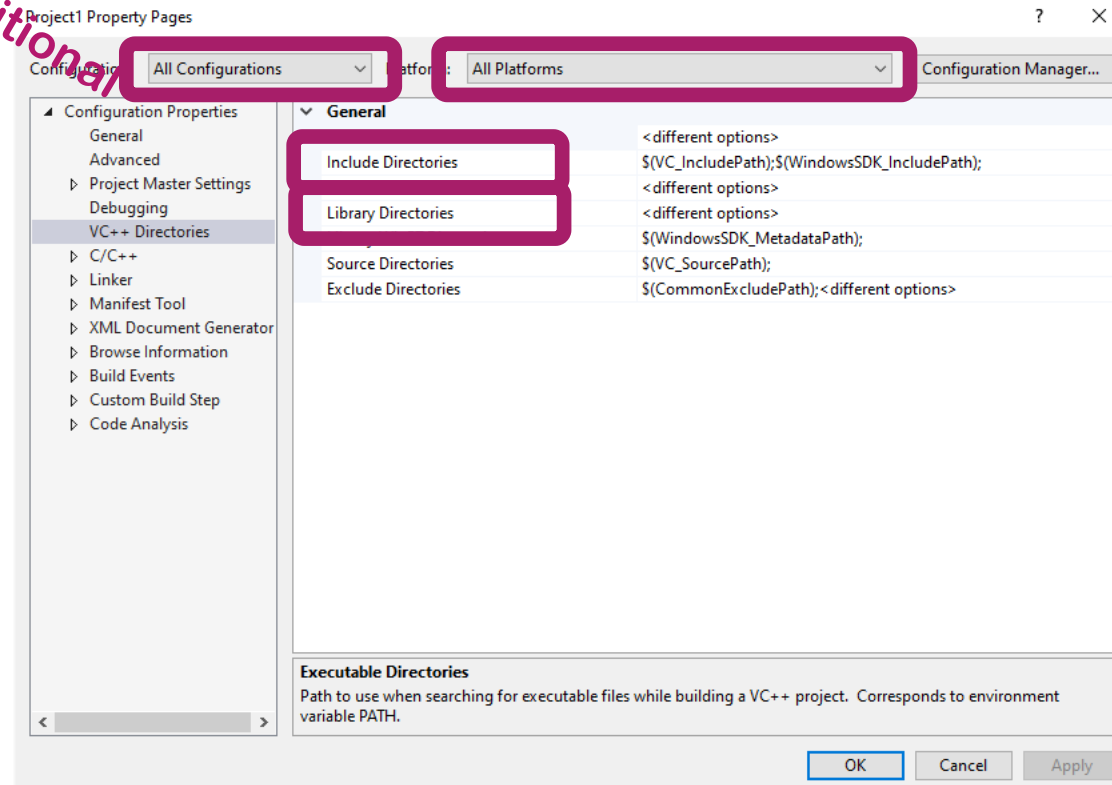 Project1 Property Pages
?
itional
All Configurations
All Platforms
Configuration Manager...
Configuration Properties
General
Advanced
Project Master Settings
Debugging
VC++ Directories
C/C++
Linker
Manifest Tool
XML Document Generator
Browse Information
Build Events
Custom Build Step
Code Analysis
General
<different options>
Include Directories $(VC_IncludePath);$(WindowsSDK_IncludePath);
<different options>
Library Directories <different options>
$(WindowsSDK_MetadataPath);
Source Directories $(VC_SourcePath);
Exclude Directories $(CommonExcludePath);<different options>
Executable Directories
Path to use when searching for executable files while building a VC++ project. Corresponds to environment
variable PATH.
OK Cancel Apply